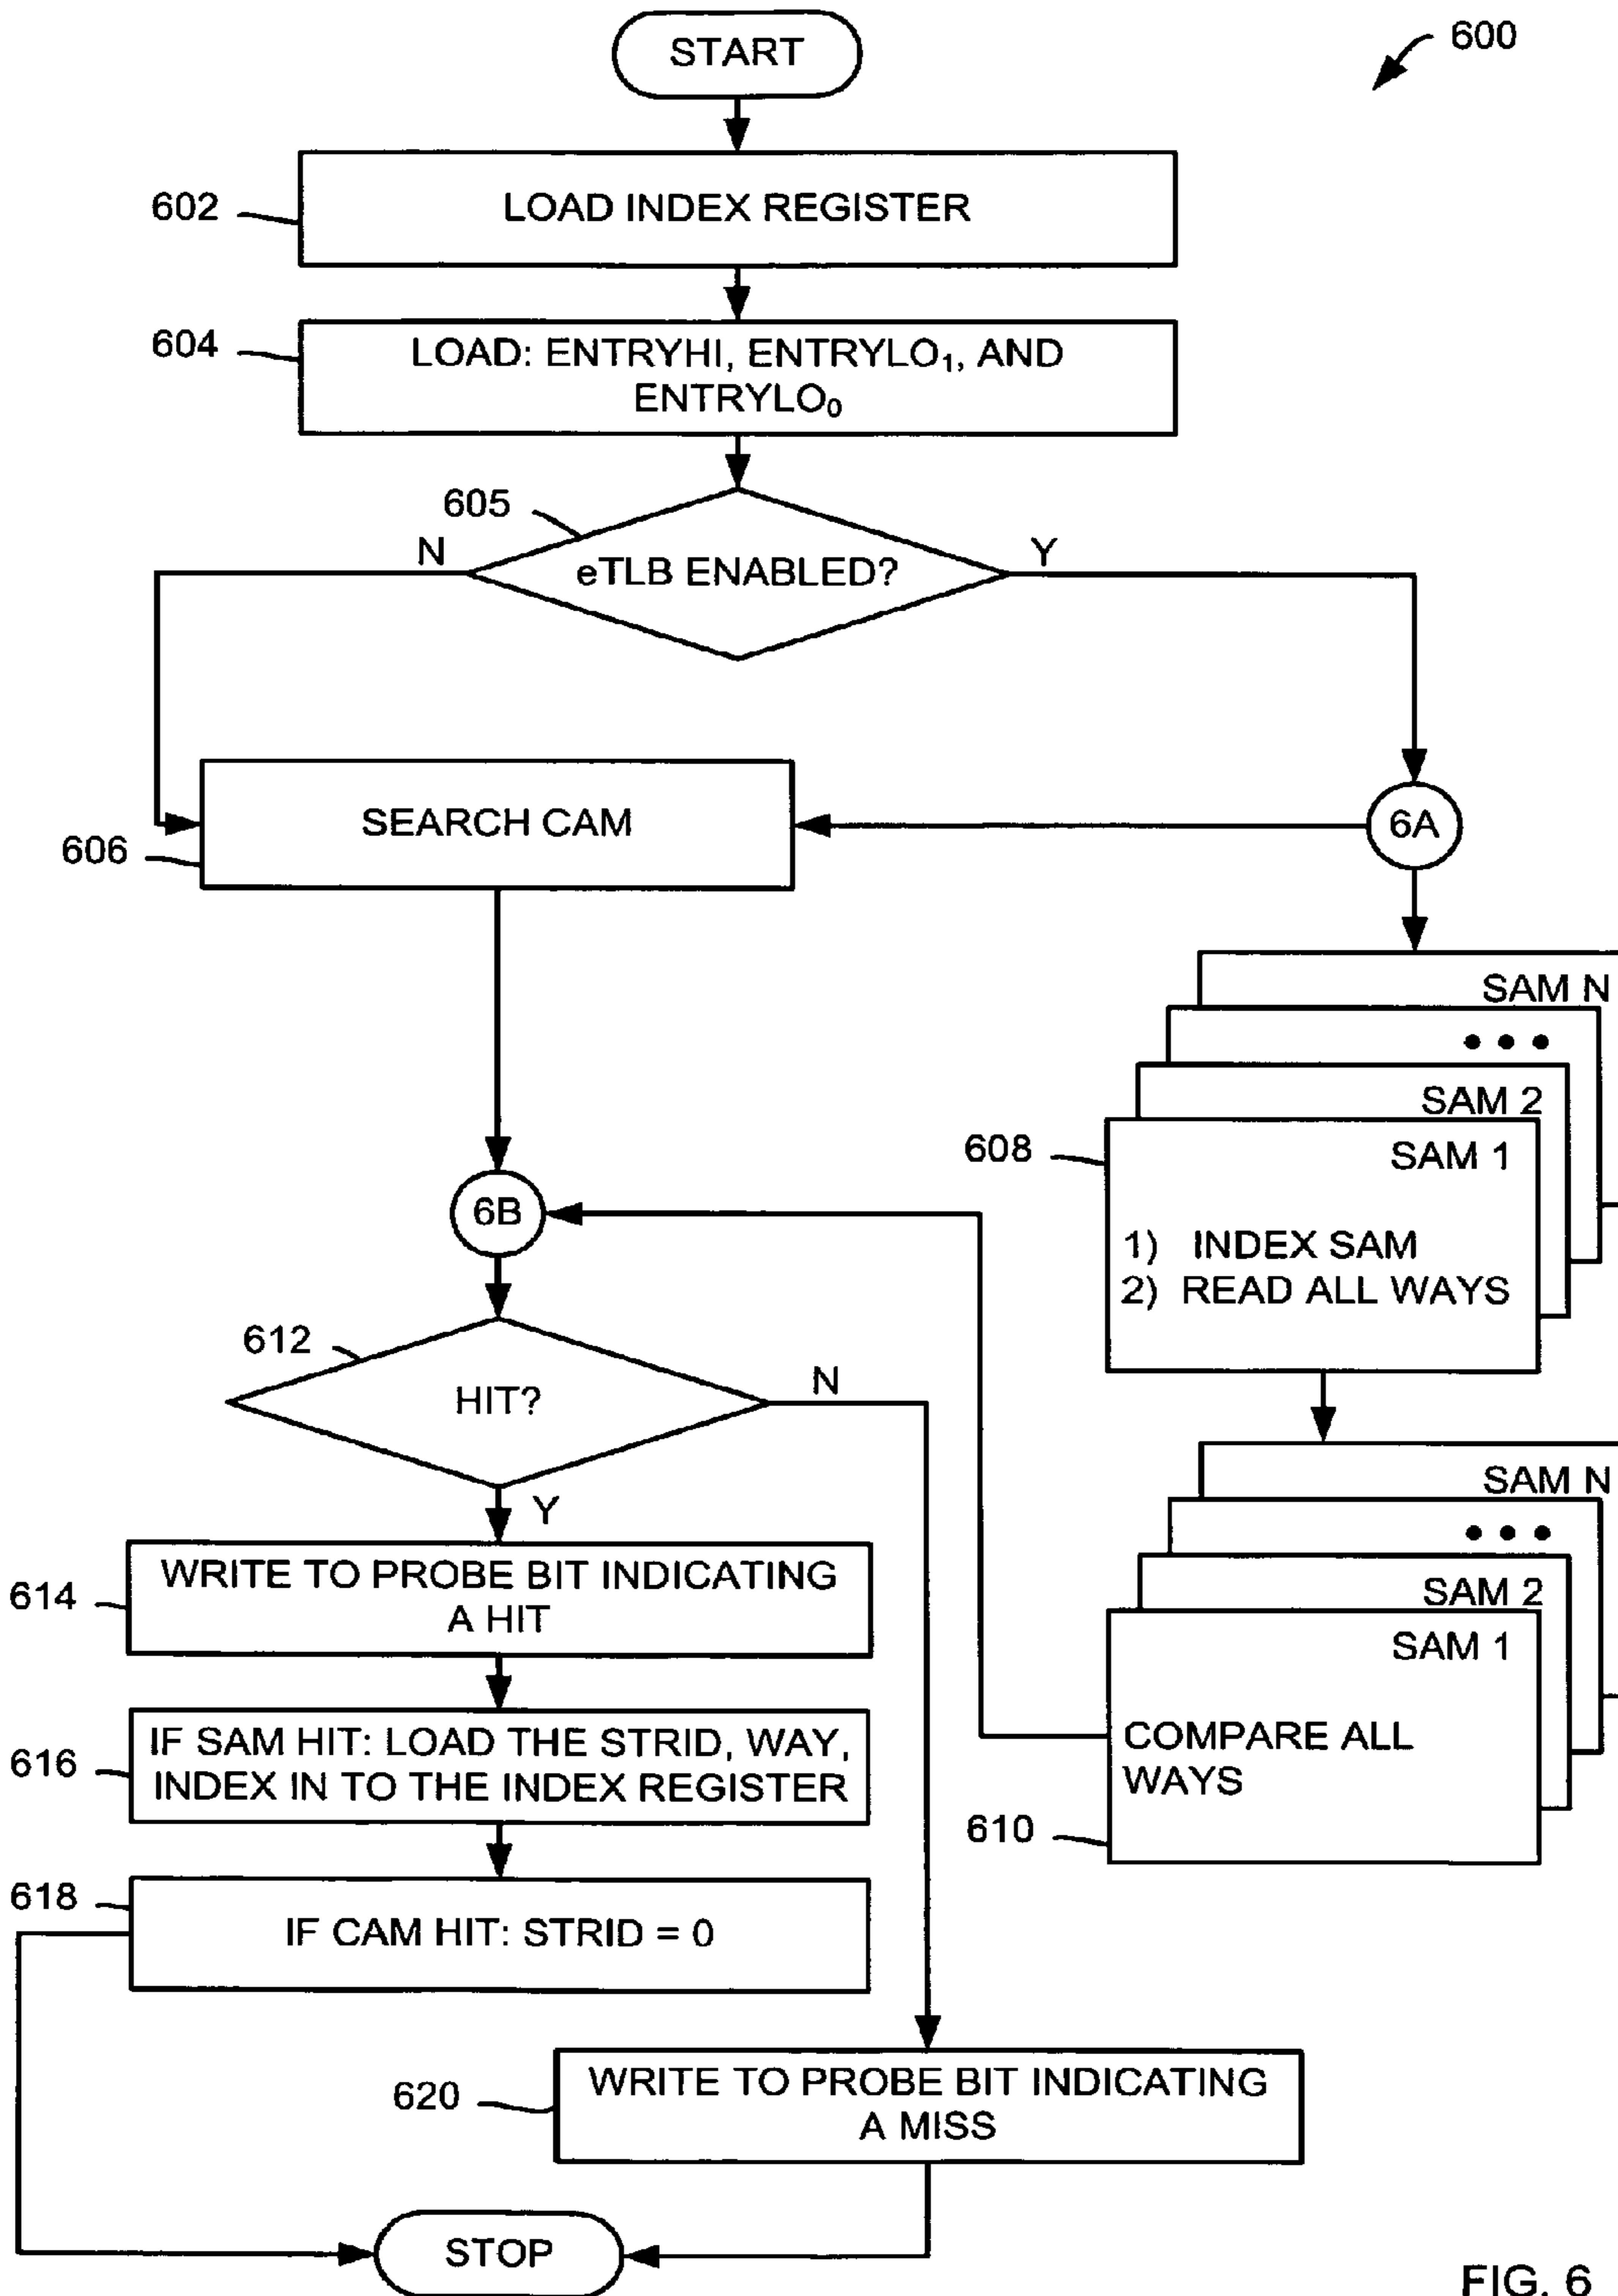 START
600
602
LOAD INDEX REGISTER
604
LOAD: ENTRYHI, ENTRYLO₁, AND
ENTRYLO₀
605
N
eTLB ENABLED?
Y
SEARCH CAM
606
6A
SAM N
• • •
SAM 2
608
SAM 1
1) INDEX SAM
2) READ ALL WAYS
6B
612
HIT?
N
Y
SAM N
• • •
SAM 2
SAM 1
COMPARE ALL
WAYS
610
614
WRITE TO PROBE BIT INDICATING
A HIT
616
IF SAM HIT: LOAD THE STRID, WAY,
INDEX IN TO THE INDEX REGISTER
618
IF CAM HIT: STRID = 0
620
WRITE TO PROBE BIT INDICATING
A MISS
STOP
FIG. 6